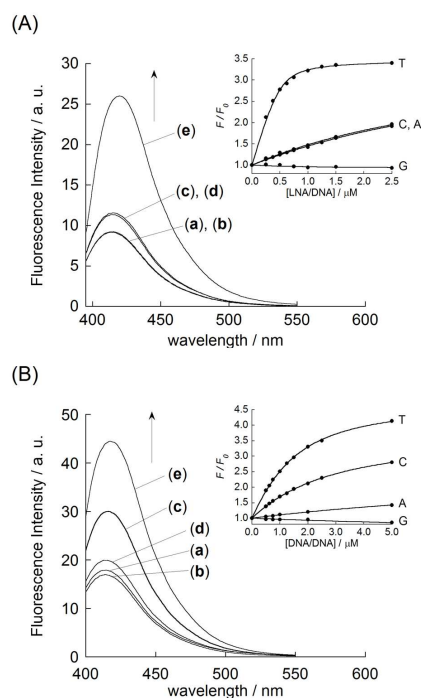 (A)
Fluorescence Intensity / a. u.
30
25
20
15
10
5
0
400
450
500
550
600
wavelength / nm
(e)
(c), (d)
(a), (b)
F / F0
3.5
3.0
2.5
2.0
1.5
1.0
0.0
0.5
1.0
1.5
2.0
2.5
[LNA/DNA] / μM
T
C, A
G
(B)
Fluorescence Intensity / a. u.
50
40
30
20
10
0
400
450
500
550
600
wavelength / nm
(e)
(c)
(d)
(a)
(b)
F / F0
4.5
4.0
3.5
3.0
2.5
2.0
1.5
1.0
0.0
1.0
2.0
3.0
4.0
5.0
[DNA/DNA] / μM
T
C
A
G